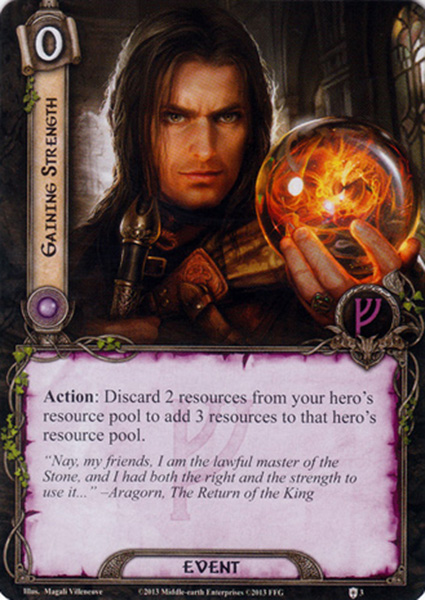 0
GAINING STRENGTH
Action: Discard 2 resources from your hero's
resource pool to add 3 resources to that hero's
resource pool.
"Nay, my friends, I am the lawful master of the
Stone, and I had both the right and the strength to
use it..." –Aragorn, The Return of the King
EVENT
Illus. Magali Villeneuve
©2013 Middle-earth Enterprises ©2013 FFG
3